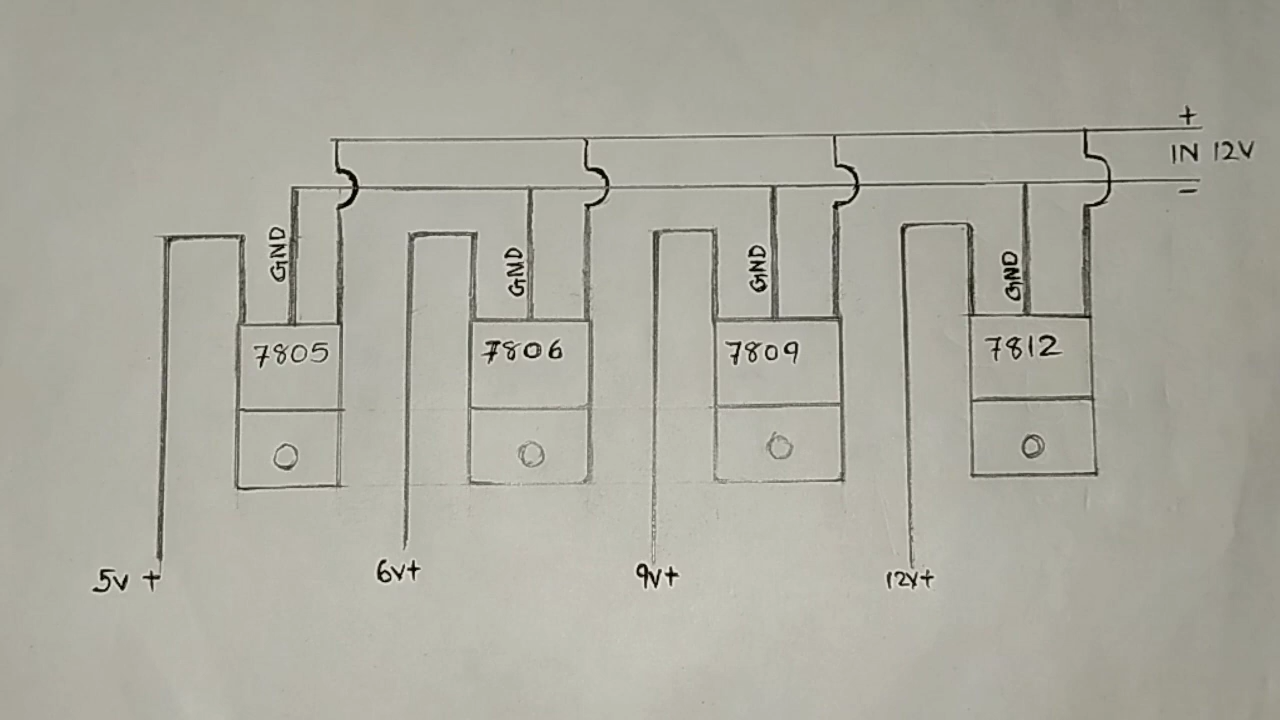 +
IN 12V
-
GND
GND
GND
GND
7805
7806
7809
7812
5v +
6v+
9v+
12v+